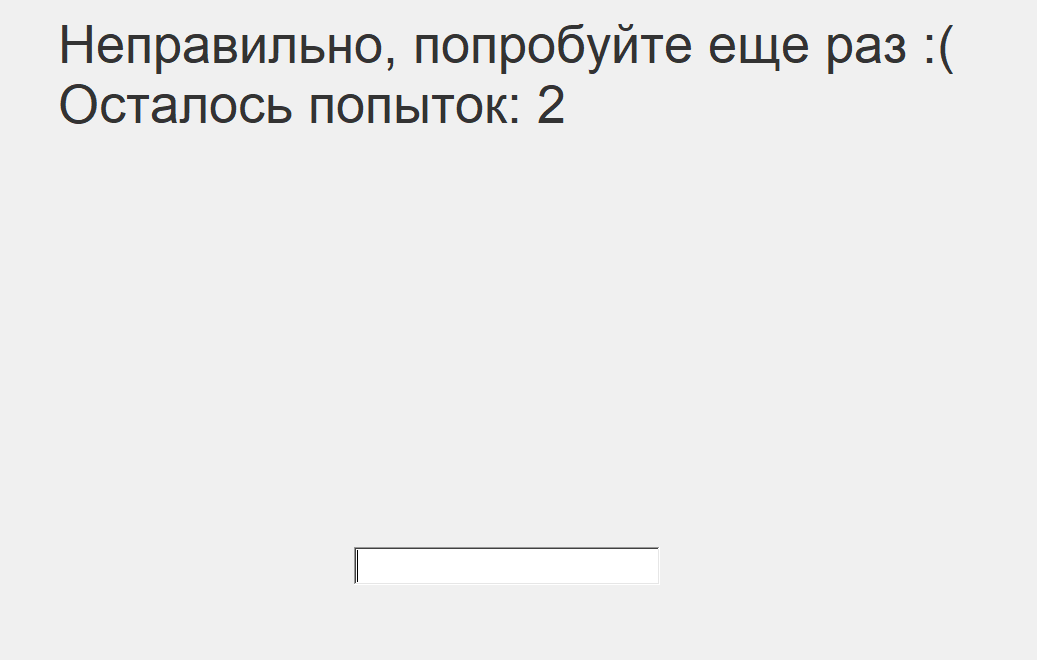 Неправильно, попробуйте еще раз :(
Осталось попыток: 2